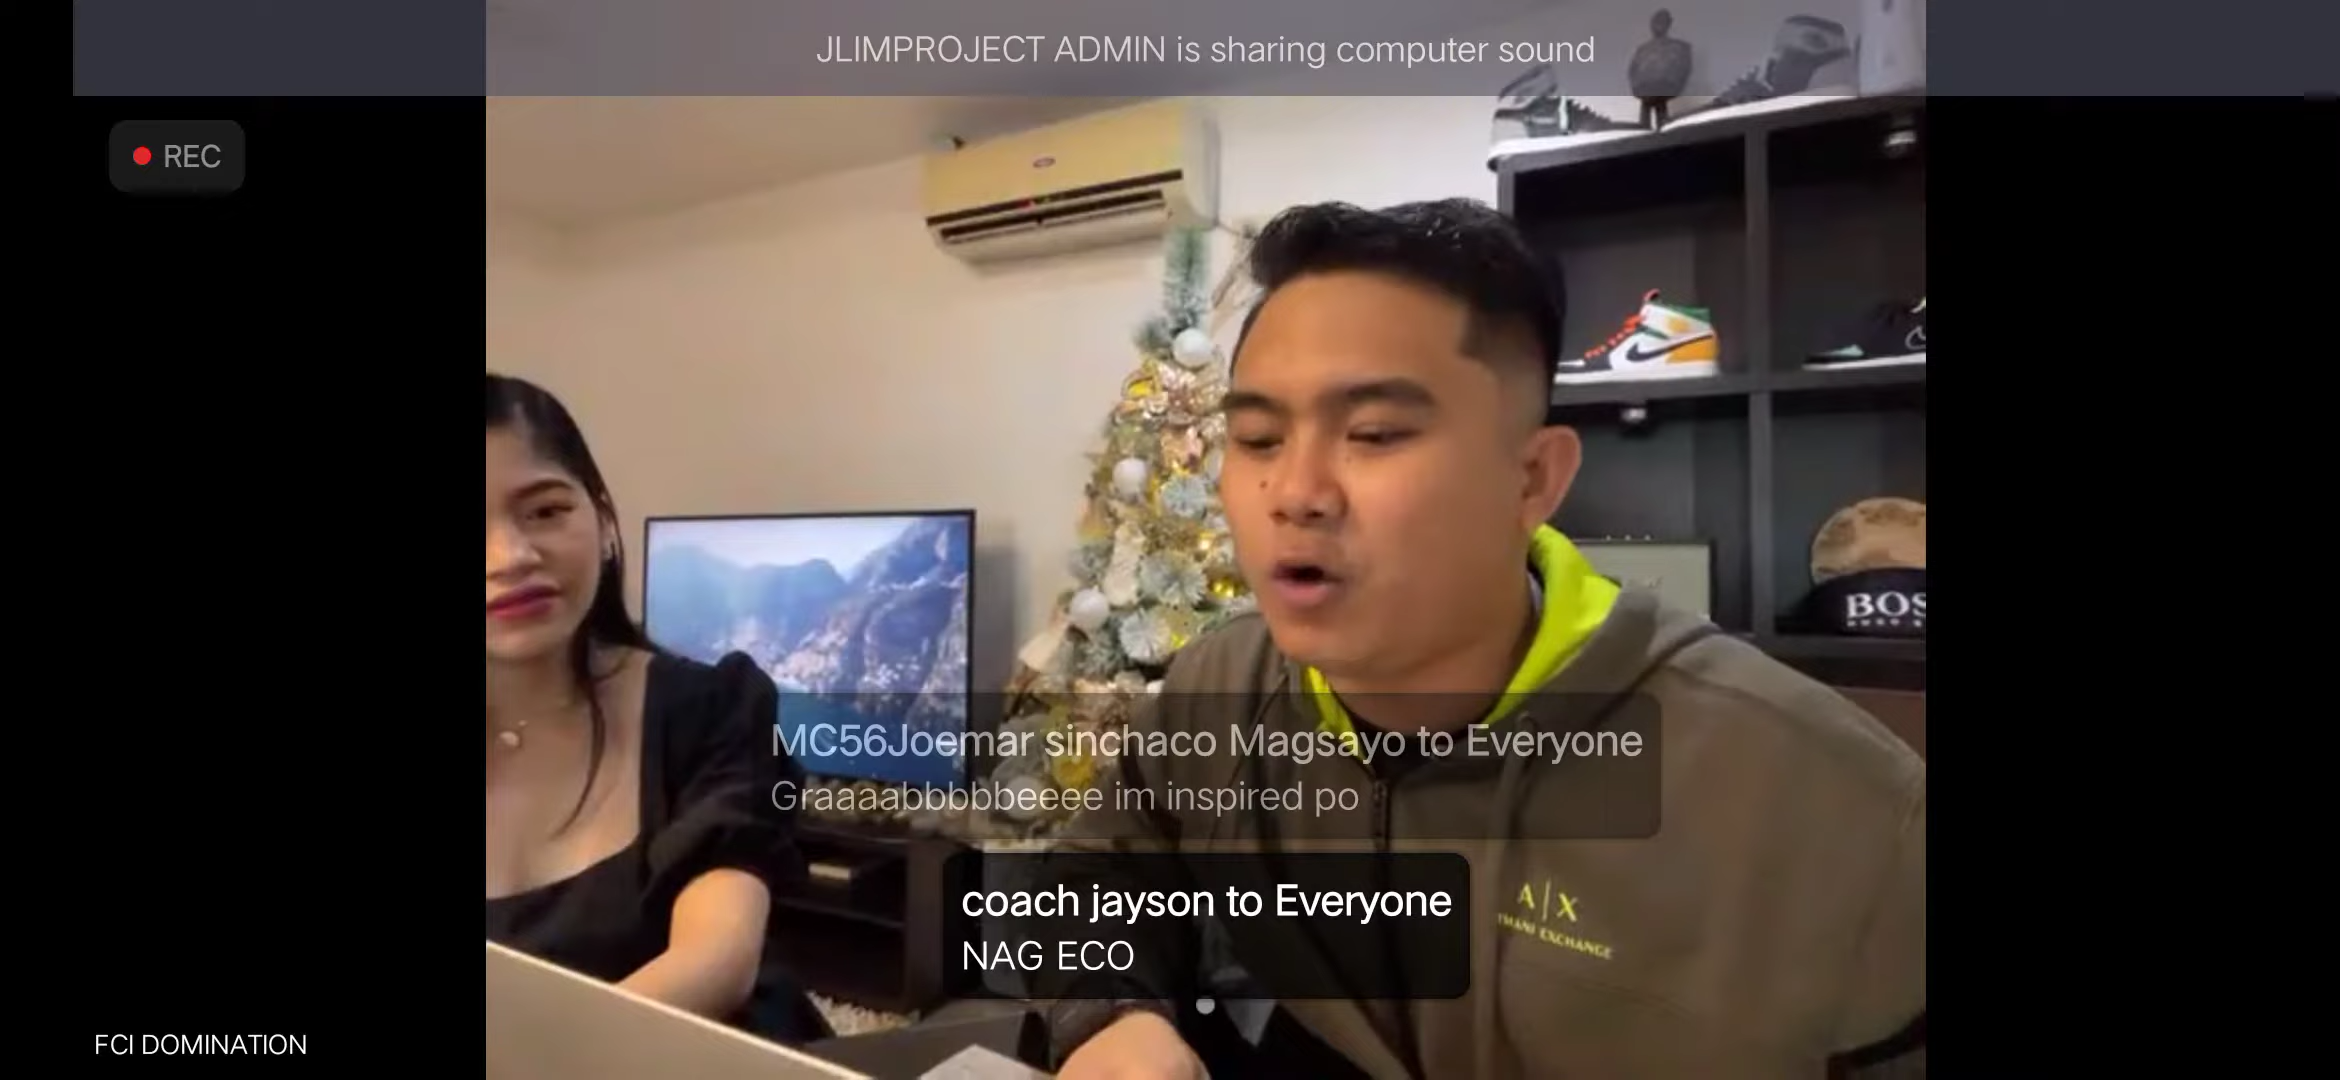 JLIMPROJECT ADMIN is sharing computer sound
REC
BOS
MC56Joemar sinchaco Magsayo to Everyone
Graaaabbbbbeeee im inspired po
coach jayson to Everyone
NAG ECO
A|X
EXCHANGE
FCI DOMINATION